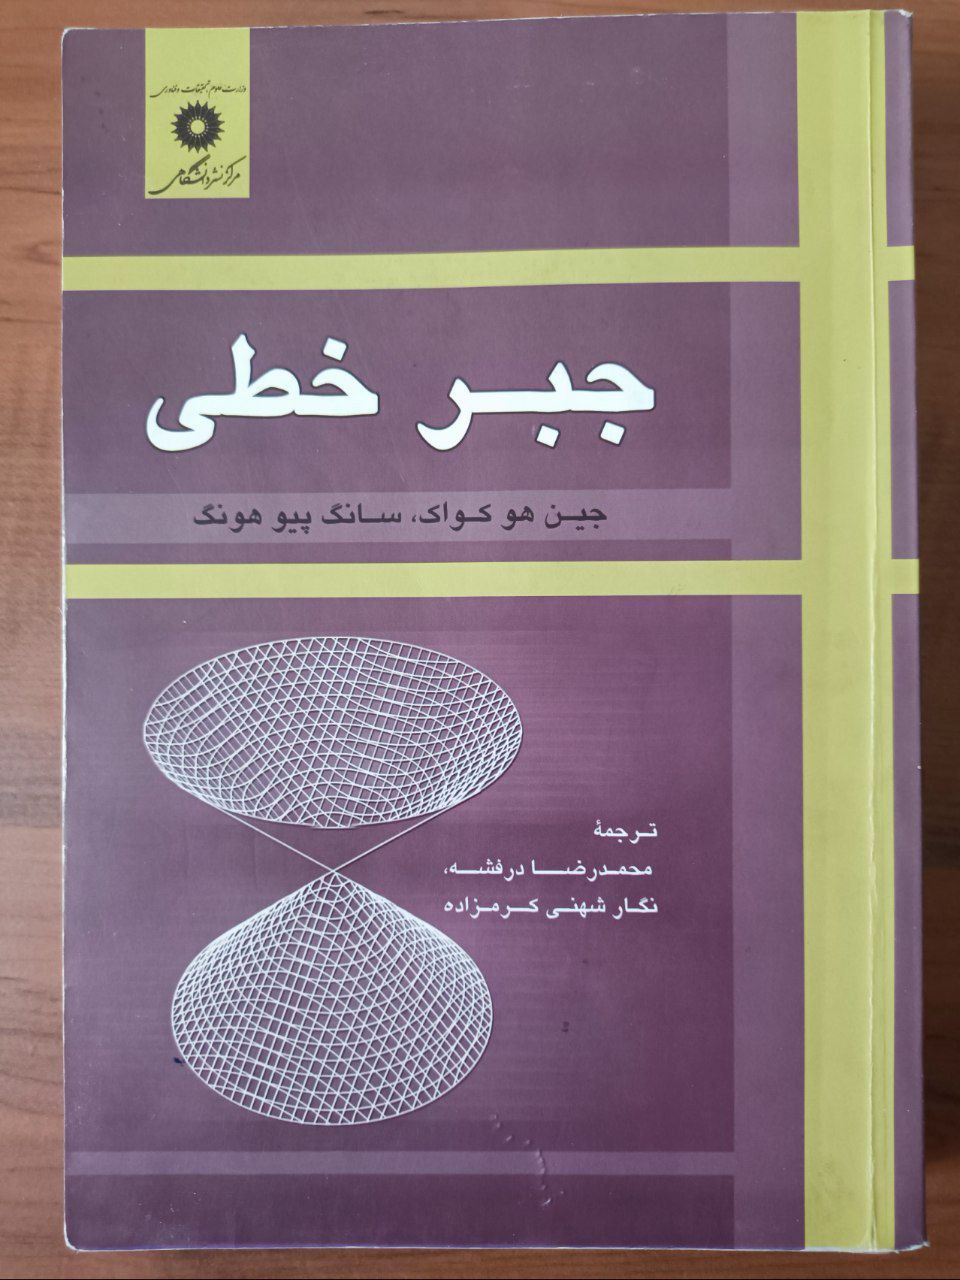 وزارت علوم، تحقیقات و فناوری
مرکز نشر دانشگاهی
جبر خطی
جین هو کواک، سانگ پیو هونگ
ترجمهٔ
محمدرضا درفشه،
نگار شهنی کرمزاده